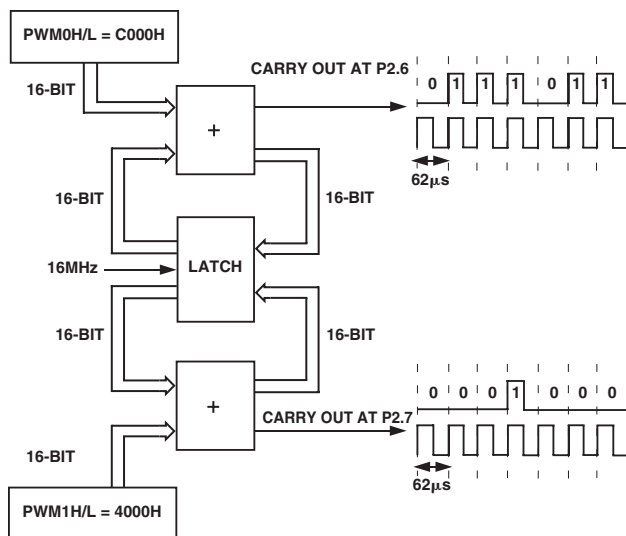 PWM0H/L = C000H
16-BIT
CARRY OUT AT P2.6
0 1 1 1 0 1 1
+
62μs
16-BIT
16-BIT
16MHz
LATCH
16-BIT
16-BIT
+
0 0 0 1 0 0 0
CARRY OUT AT P2.7
16-BIT
62μs
PWM1H/L = 4000H